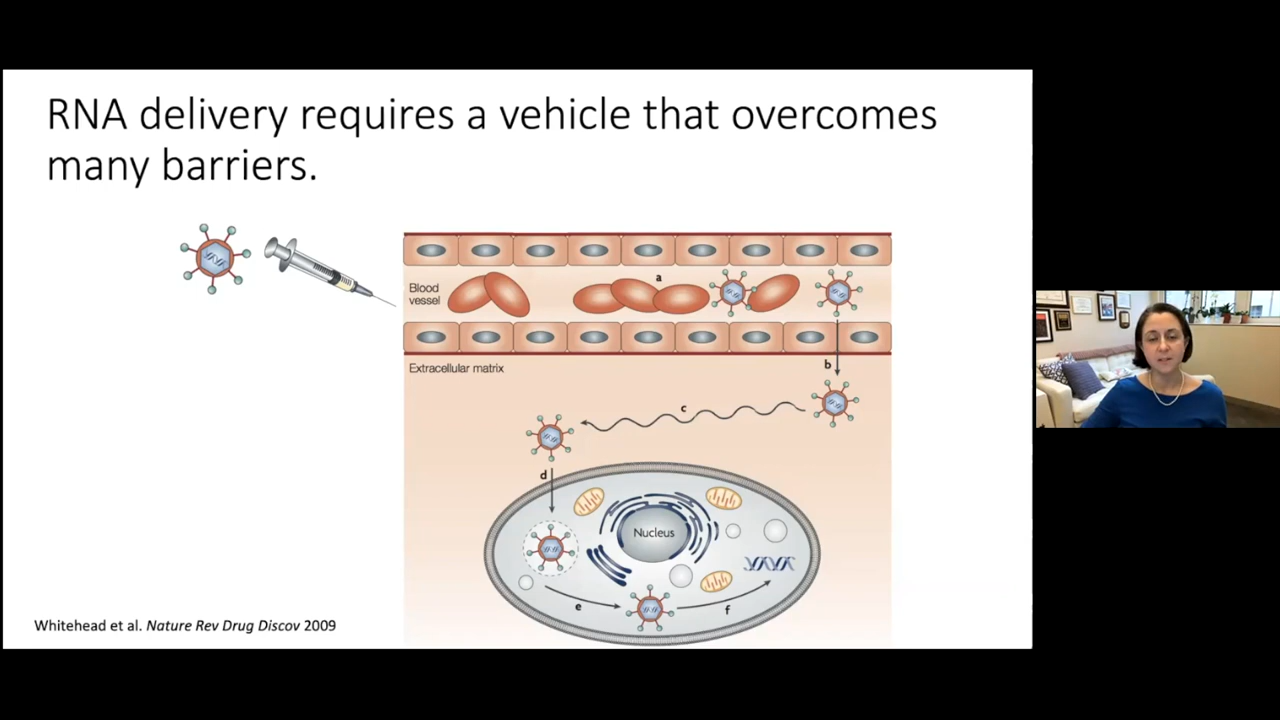 RNA delivery requires a vehicle that overcomes
many barriers.
a
Blood
vessel
b
Extracellular matrix
c
d
Nucleus
e
f
Whitehead et al. Nature Rev Drug Discov 2009